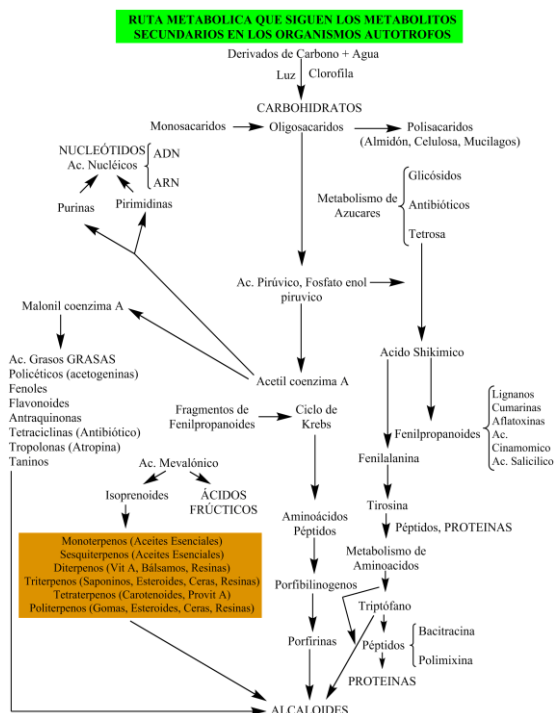 RUTA METABOLICA QUE SIGUEN LOS METABOLITOS
SECUNDARIOS EN LOS ORGANISMOS AUTOTROFOS
Derivados de Carbono + Agua
Luz
Clorofíla
CARBOHIDRATOS
Monosacaridos
Oligosacaridos
Polisacaridos
(Almidón, Celulosa, Mucilagos)
NUCLEÓTIDOS
Ac. Nucléicos
ADN
ARN
Purinas
Pirimidinas
Metabolismo de
Azucares
Glicósidos
Antibióticos
Tetrosa
Ac. Pirúvico, Fosfato enol
piruvico
Malonil coenzima A
Ac. Grasos GRASAS
Policéticos (acetogeninas)
Fenoles
Flavonoides
Antraquinonas
Tetraciclinas (Antibiótico)
Tropolonas (Atropina)
Taninos
Acetil coenzima A
Acido Shikímico
Fragmentos de
Fenilpropanoides
Ciclo de
Krebs
Fenilpropanoides
Lignanos
Cumarinas
Aflatoxinas
Ac.
Cinamomico
Ac. Salicilico
Fenilalanina
Ac. Mevalónico
Isoprenoides
ÁCIDOS
FRÚCTICOS
Tirosina
Péptidos, PROTEINAS
Aminoácidos
Péptidos
Metabolismo de
Aminoacidos
Monoterpenos (Aceites Esenciales)
Sesquiterpenos (Aceites Esenciales)
Diterpenos (Vit A, Bálsamos, Resinas)
Triterpenos (Saponinos, Esteroides, Ceras, Resinas)
Tetraterpenos (Carotenoides, Provit A)
Politerpenos (Gomas, Esteroides, Ceras, Resinas)
Porfibilinogenos
Triptófano
Porfirinas
Péptidos
Bacitracina
Polimixina
PROTEINAS
ALCALOIDES